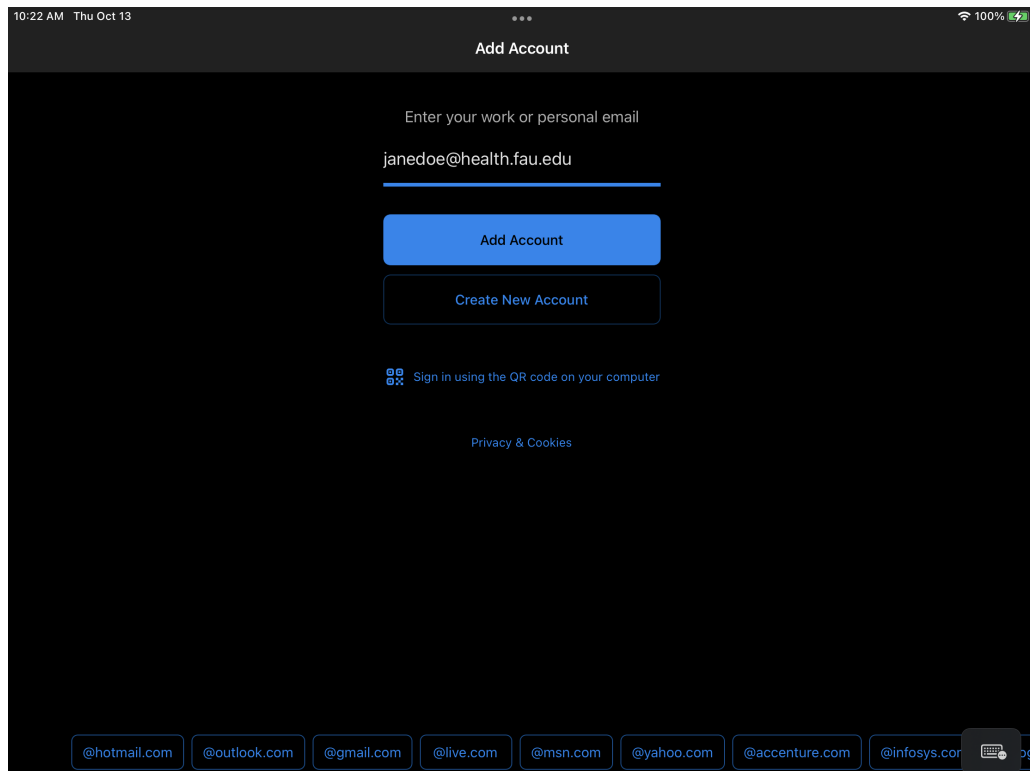 10:22 AM Thu Oct 13
100%
Add Account
Enter your work or personal email
janedoe@health.fau.edu
Add Account
Create New Account
Sign in using the QR code on your computer
Privacy & Cookies
@hotmail.com @outlook.com @gmail.com @live.com @msn.com @yahoo.com @accenture.com